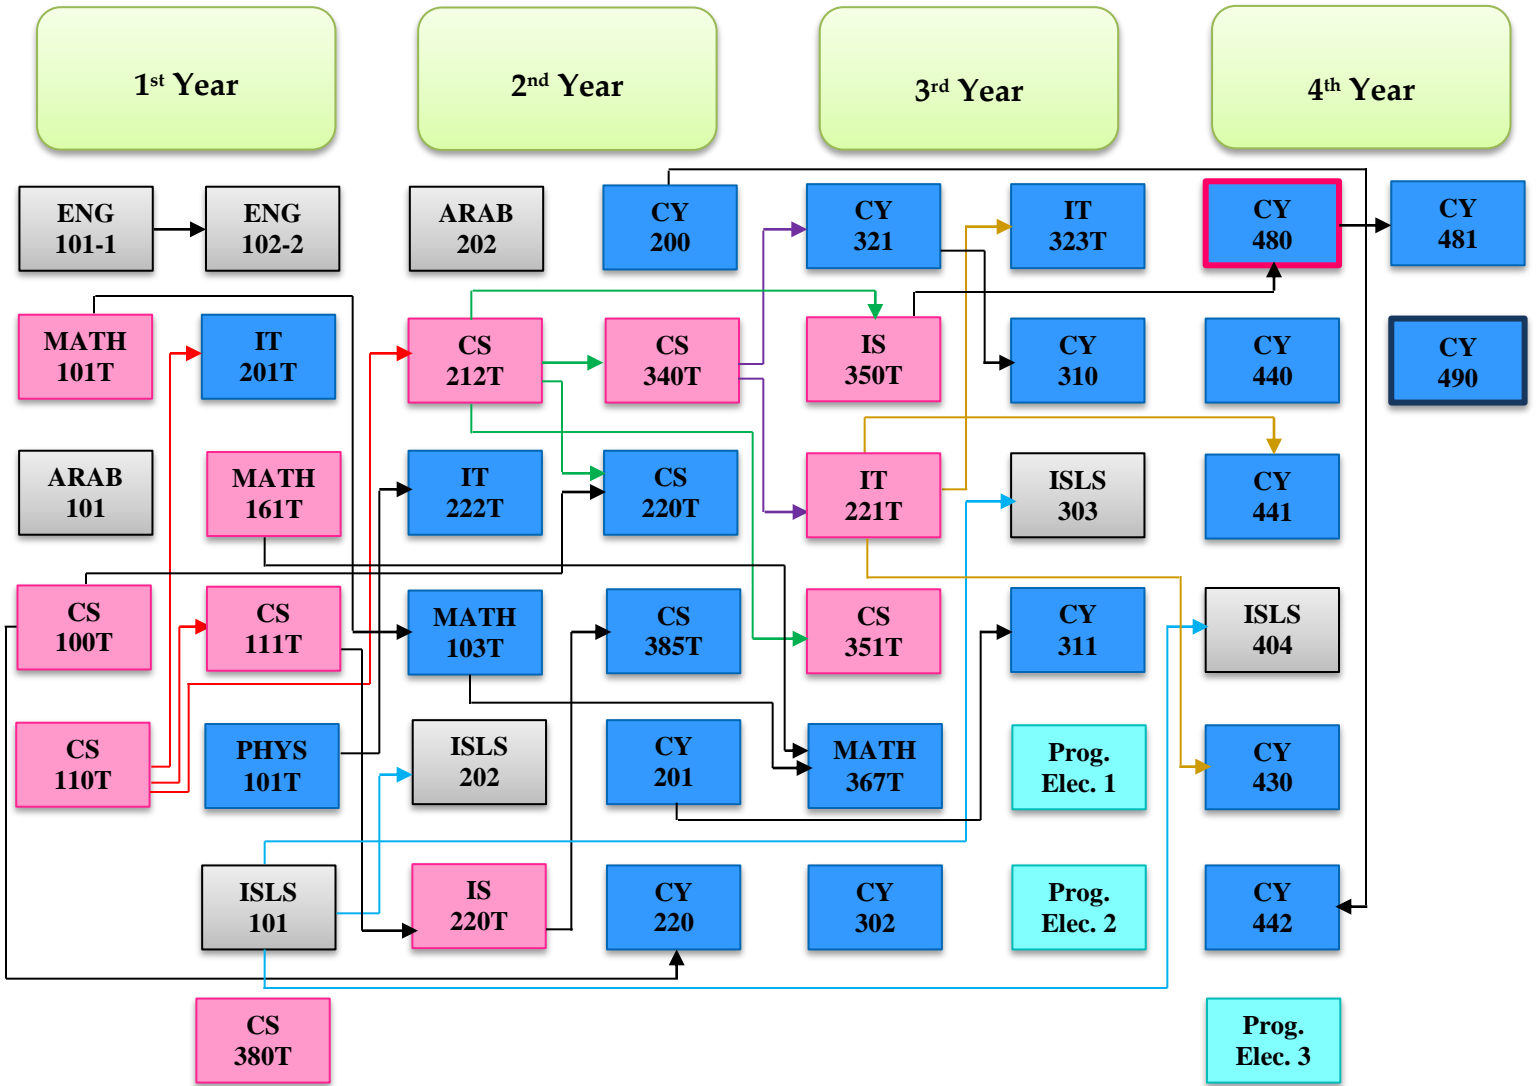 1st Year
2nd Year
3rd Year
4th Year
ENG
101-1
ENG
102-2
ARAB
202
CY
200
CY
321
IT
323T
CY
480
CY
481
MATH
101T
IT
201T
CS
212T
CS
340T
IS
350T
CY
310
CY
440
CY
490
ARAB
101
MATH
161T
IT
222T
CS
220T
IT
221T
ISLS
303
CY
441
CS
100T
CS
111T
MATH
103T
CS
385T
CS
351T
CY
311
ISLS
404
CS
110T
PHYS
101T
ISLS
202
CY
201
MATH
367T
Prog.
Elec. 1
CY
430
ISLS
101
IS
220T
CY
220
CY
302
Prog.
Elec. 2
CY
442
CS
380T
Prog.
Elec. 3